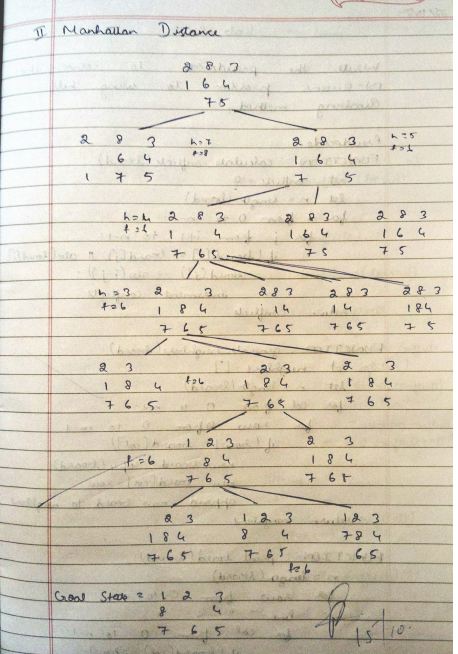 II Manhattan Distance
2 8 3
1 6 4
7 5
2 8 3 h=7 2 8 3 h=5
6 4 1 6 4
1 7 5 7 5
h=4 2 8 3 2 8 3 2 8 3
1 4 1 6 4 1 6 4
7 6 5 7 5 7 5
h=3 2 3 2 8 3 2 8 3 2 8 3
f=6 1 8 4 1 4 1 4 1 8 4
7 6 5 7 6 5 7 6 5 7 5
2 3 2 3 2 3
1 8 4 f=6 1 8 4 1 8 4
7 6 5 7 6 5 7 6 5
1 2 3 2 3
f=6 8 4 1 8 4
7 6 5 7 6 5
2 3 1 2 3 1 2 3
1 8 4 8 4 7 8 4
7 6 5 7 6 5 6 5
f=6
Goal State = 1 2 3
8 4
7 6 5
15/10